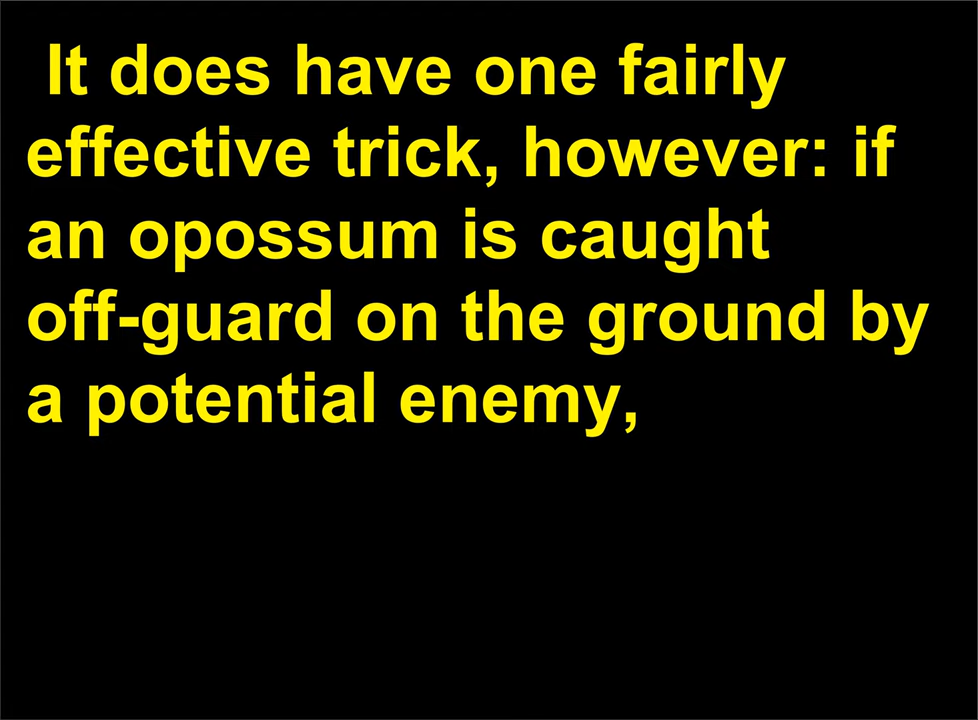 It does have one fairly
effective trick, however: if
an opossum is caught
off-guard on the ground by
a potential enemy,